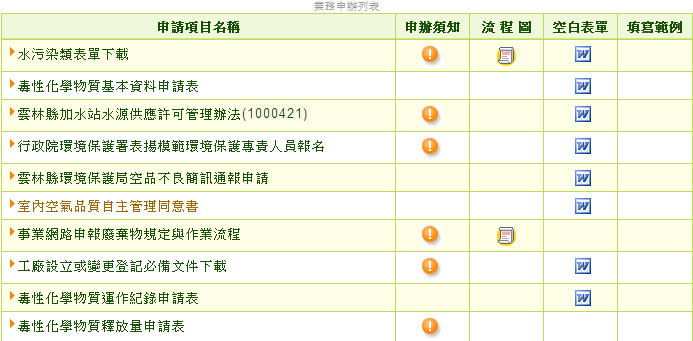 業務申辦列表
申請項目名稱 申辦須知 流 程 圖 空白表單 填寫範例
水污染類表單下載
毒性化學物質基本資料申請表
雲林縣加水站水源供應許可管理辦法(1000421)
行政院環境保護署表揚模範環境保護專責人員報名
雲林縣環境保護局空品不良簡訊通報申請
室內空氣品質自主管理同意書
事業網路申報廢棄物規定與作業流程
工廠設立或變更登記必備文件下載
毒性化學物質運作紀錄申請表
毒性化學物質釋放量申請表